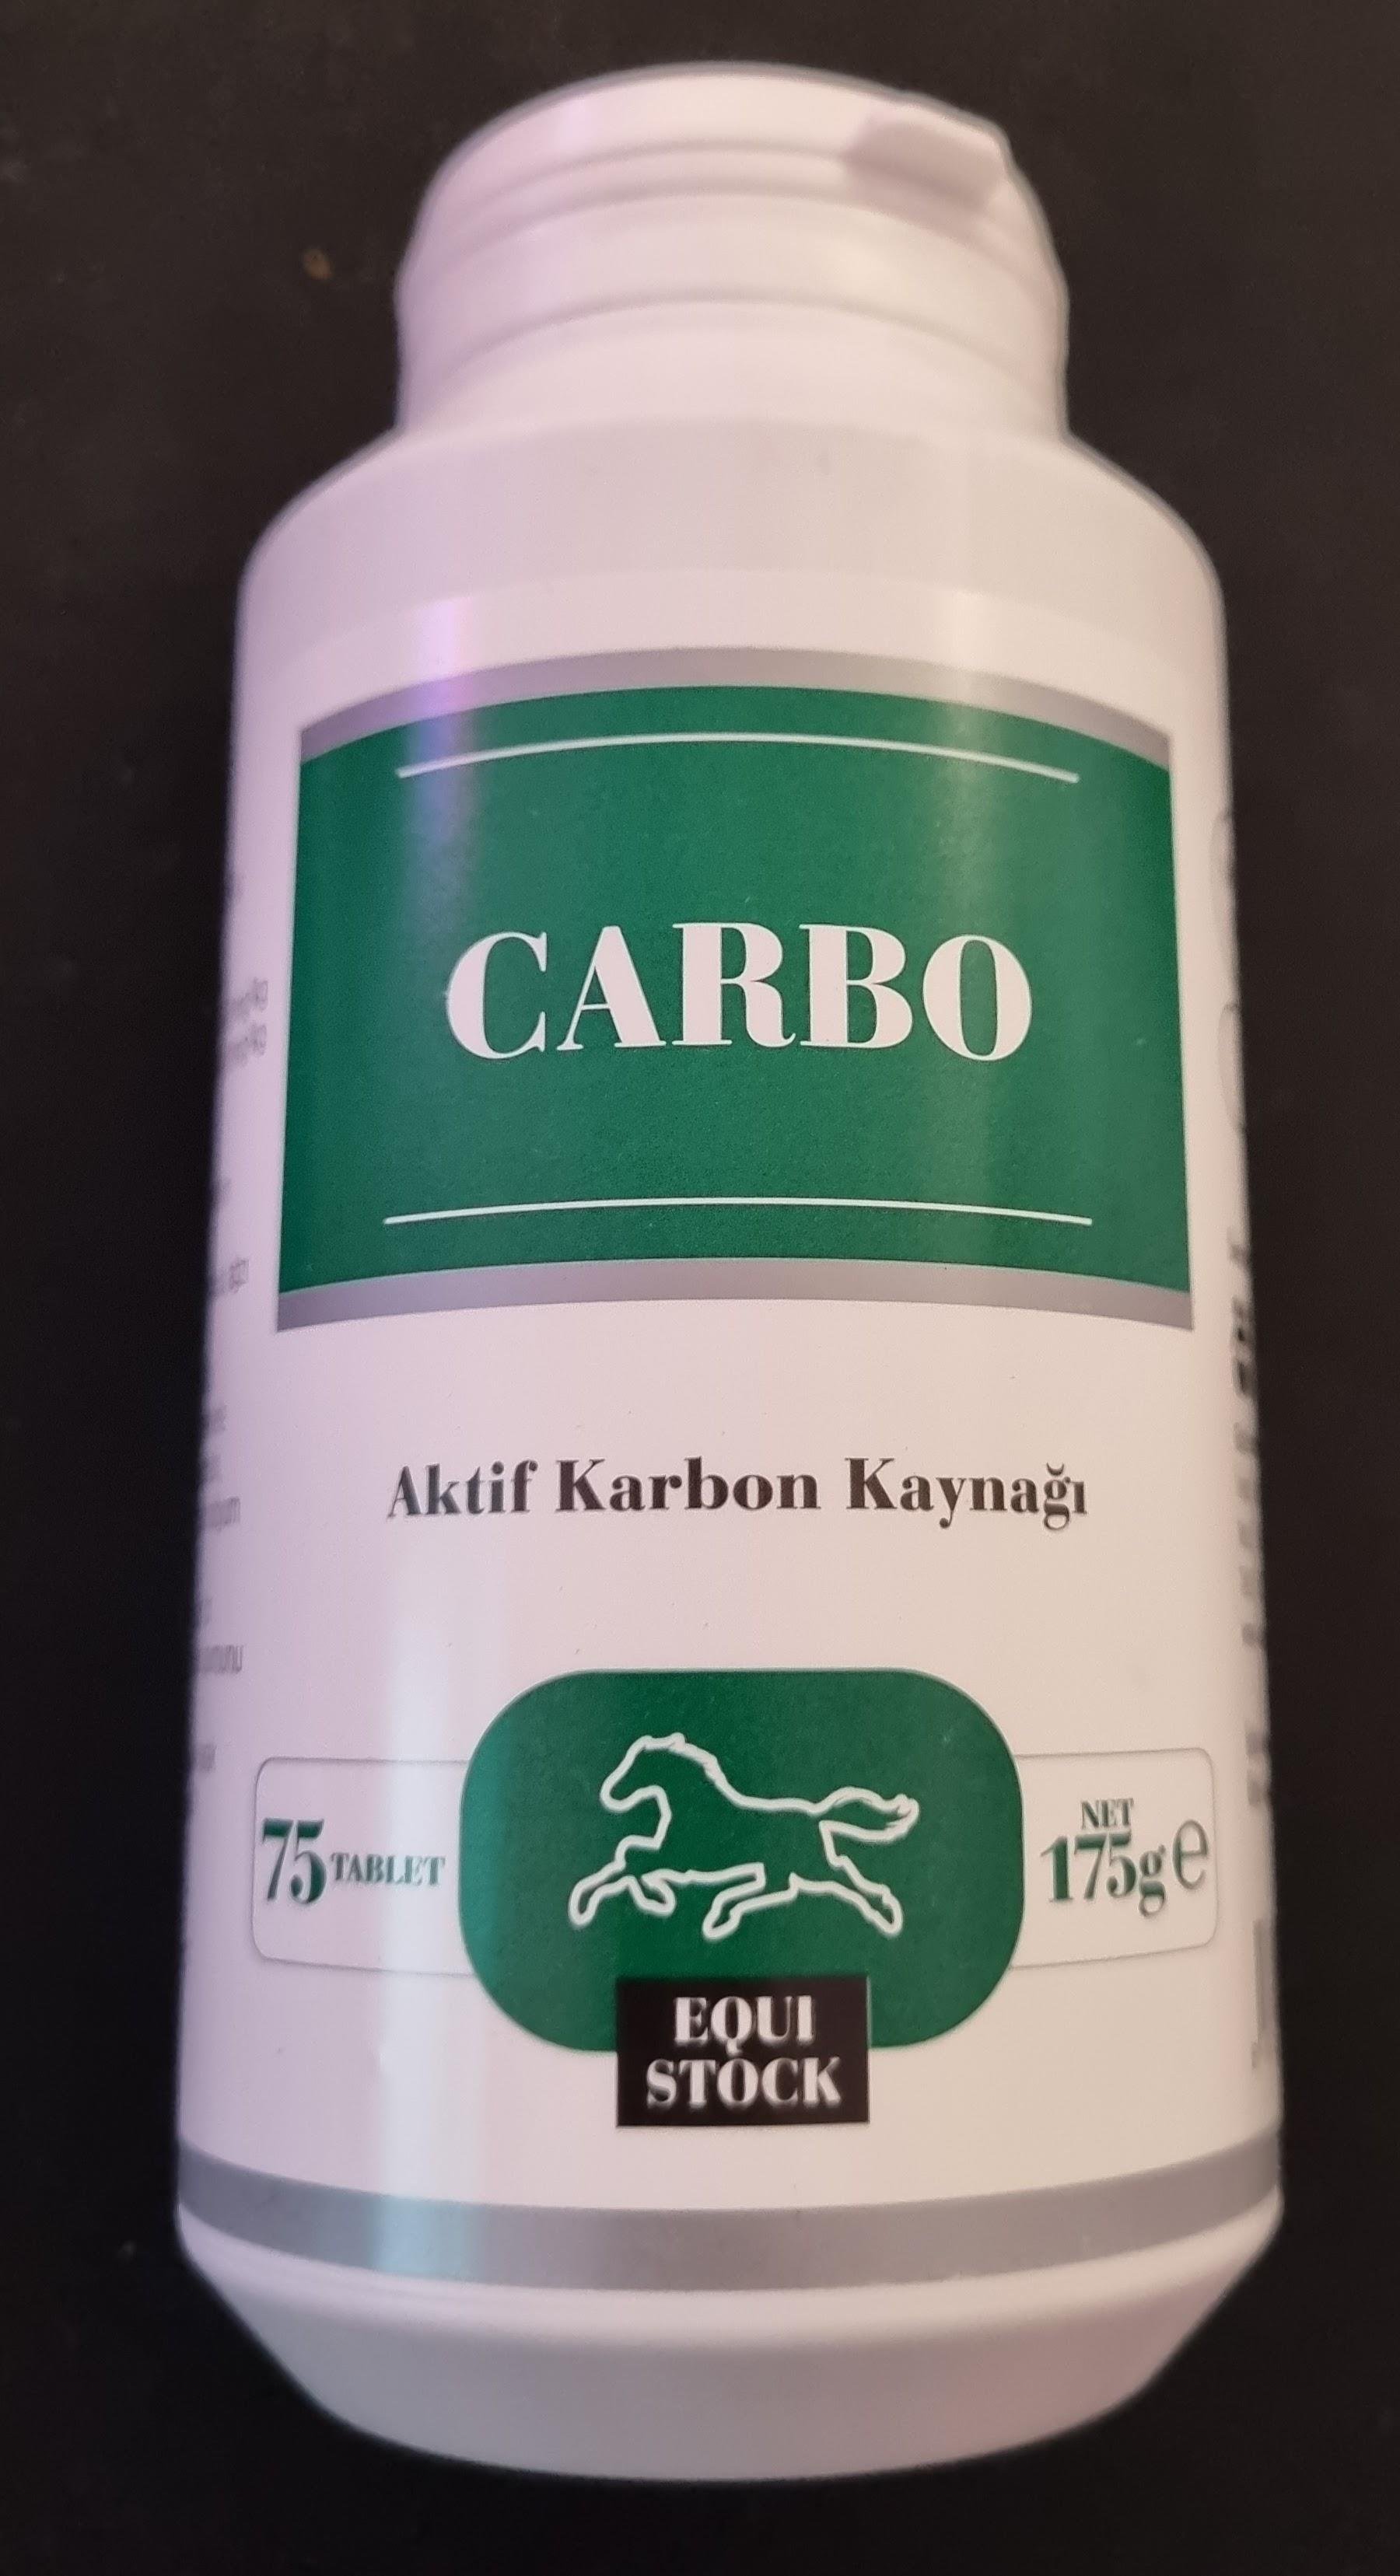 CARBO
Aktif Karbon Kaynağı
75 TABLET
NET
175g e
EQUI
STOCK